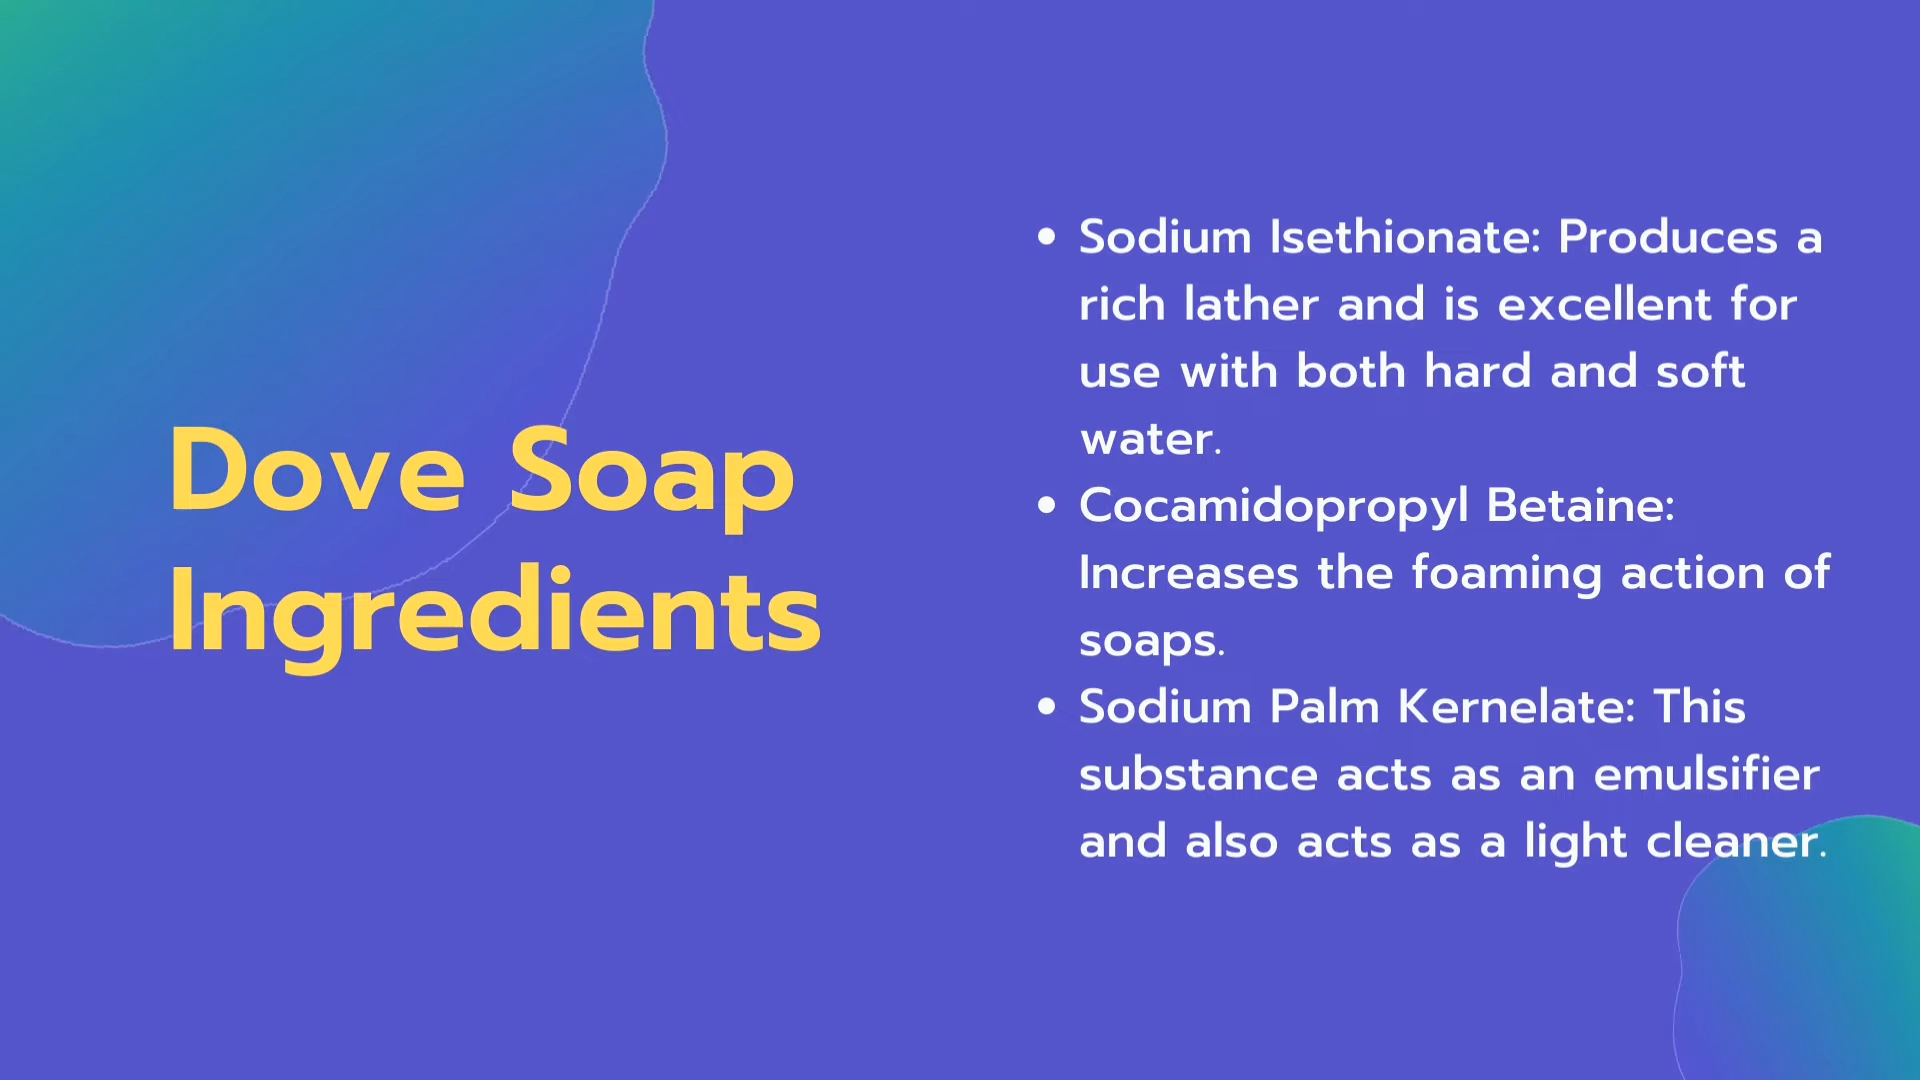 Dove Soap
Ingredients
• Sodium Isethionate: Produces a
rich lather and is excellent for
use with both hard and soft
water.
• Cocamidopropyl Betaine:
Increases the foaming action of
soaps.
• Sodium Palm Kernelate: This
substance acts as an emulsifier
and also acts as a light cleaner.